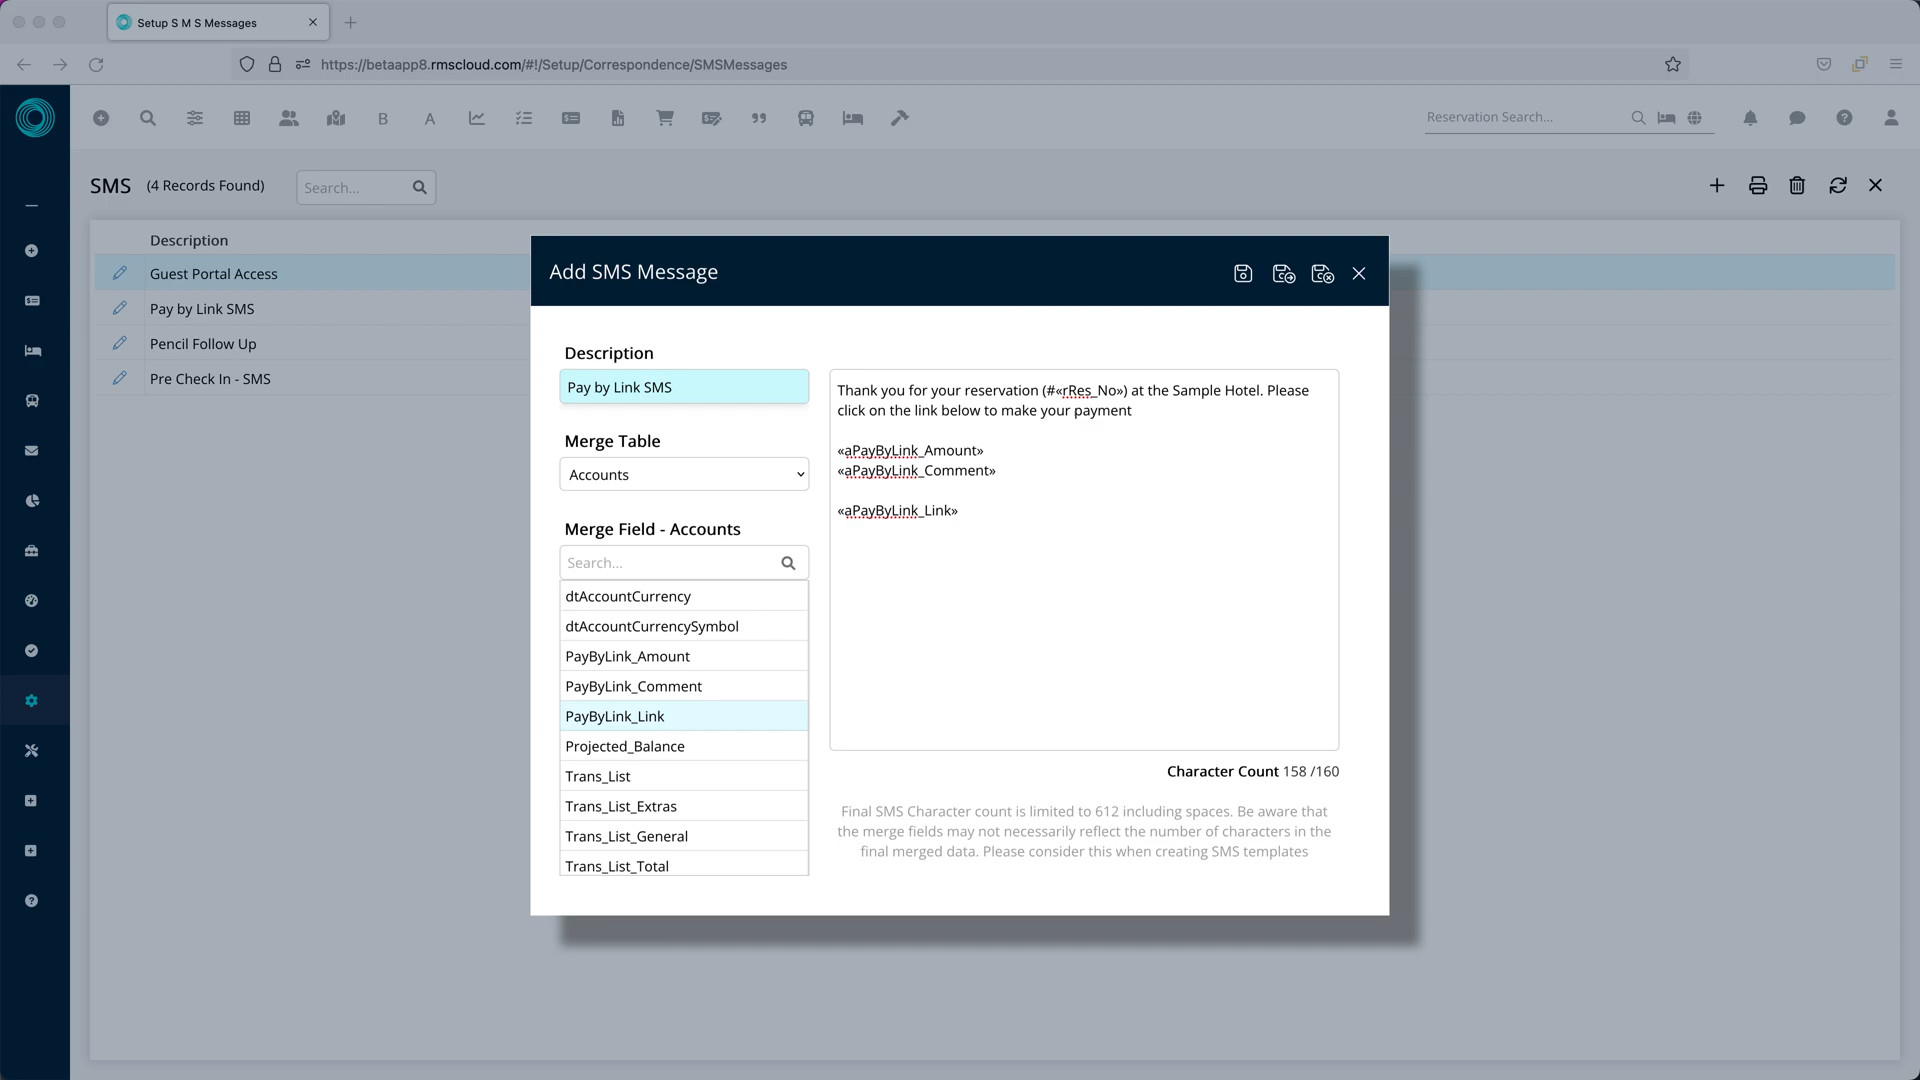 Setup S M S Messages
https://betaapp8.rmscloud.com/#!/Setup/Correspondence/SMSMessages
B
A
Reservation Search...
SMS (4 Records Found)
Search...
Description
Guest Portal Access
Pay by Link SMS
Pencil Follow Up
Pre Check In - SMS
Add SMS Message
Description
Pay by Link SMS
Merge Table
Accounts
Merge Field - Accounts
Search...
dtAccountCurrency
dtAccountCurrencySymbol
PayByLink_Amount
PayByLink_Comment
PayByLink_Link
Projected_Balance
Trans_List
Trans_List_Extras
Trans_List_General
Trans_List_Total
Thank you for your reservation (#«rRes_No») at the Sample Hotel. Please
click on the link below to make your payment
«aPayByLink_Amount»
«aPayByLink_Comment»
«aPayByLink_Link»
Character Count 158 /160
Final SMS Character count is limited to 612 including spaces. Be aware that
the merge fields may not necessarily reflect the number of characters in the
final merged data. Please consider this when creating SMS templates